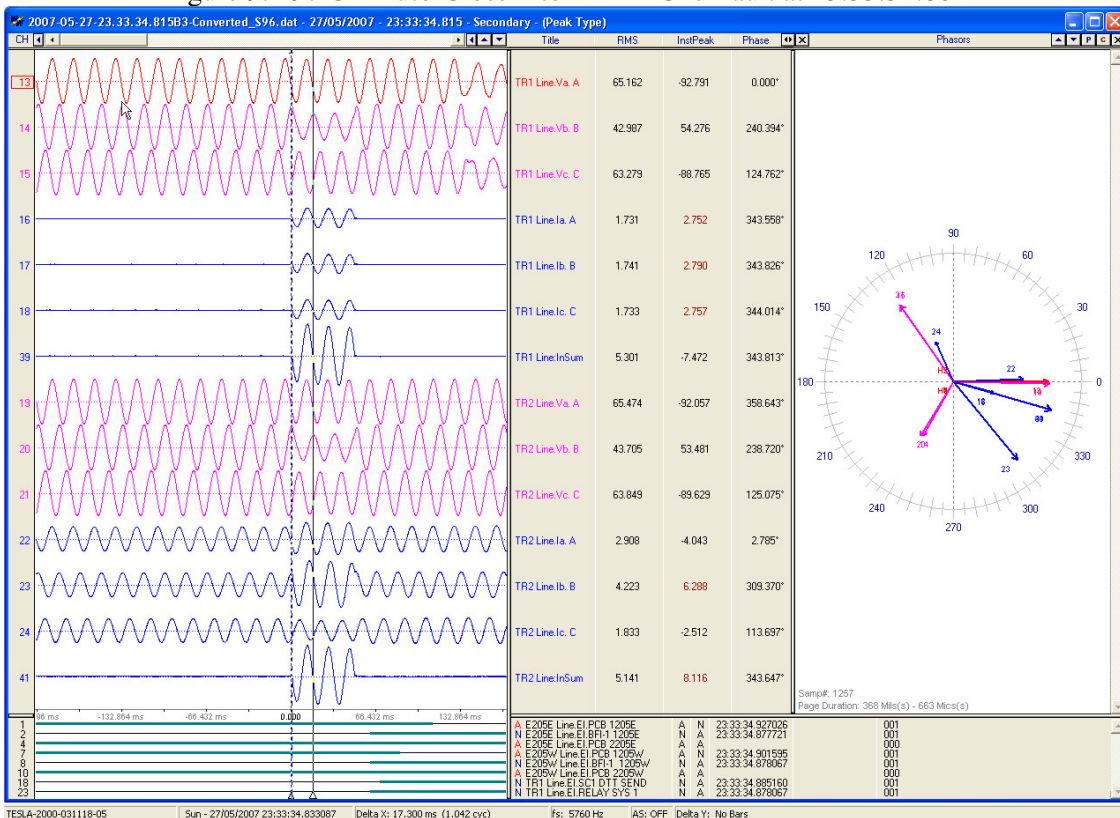 2007-05-27-23.33.34.815B3-Converted_S96.dat - 27/05/2007 - 23:33:34.815 - Secondary - (Peak Type)
CH Title RMS InstPeak Phase Phasors P C
13 TR1 Line.Va. A 65.162 -92.791 0.000°
14 TR1 Line.Vb. B 42.987 54.276 240.394°
15 TR1 Line.Vc. C 63.279 -88.765 124.762°
16 TR1 Line.Ia. A 1.731 2.752 343.558°
17 TR1 Line.Ib. B 1.741 2.790 343.826°
18 TR1 Line.Ic. C 1.733 2.757 344.014°
39 TR1 Line:InSum 5.301 -7.472 343.813°
19 TR2 Line.Va. A 65.474 -92.057 358.643°
20 TR2 Line.Vb. B 43.705 53.481 238.720°
21 TR2 Line.Vc. C 63.849 -89.629 125.075°
22 TR2 Line.Ia. A 2.908 -4.043 2.785°
23 TR2 Line.Ib. B 4.223 6.288 309.370°
24 TR2 Line.Ic. C 1.833 -2.512 113.697°
41 TR2 Line:InSum 5.141 8.116 343.647°
90
120 60
150 30
180 0
210 330
240 300
270
24
22
23
Samp#: 1257
Page Duration: 368 Mils(s) - 663 Mics(s)
96 ms -132.864 ms -66.432 ms 0.000 66.432 ms 132.864 ms
1 A E205E Line.EI.PCB 1205E A N 23:33:34.927026 001
2 N E205E Line.EI.BFI-1 1205E N A 23:33:34.877721 001
4 A E205E Line.EI.PCB 2205E A A 000
7 A E205W Line.EI.PCB 1205W A N 23:33:34.901595 001
8 N E205W Line.EI.BFI-1 1205W N A 23:33:34.878067 001
10 A E205W Line.EI.PCB 2205W A A 000
18 N TR1 Line.EI.SC1 DTT SEND N A 23:33:34.885160 001
23 N TR1 Line.EI.RELAY SYS 1 N A 23:33:34.878067 001
TESLA-2000-031118-05 Sun - 27/05/2007 23:33:34.833087 Delta X: 17.300 ms (1.042 cyc) fs: 5760 Hz AS: OFF Delta Y: No Bars